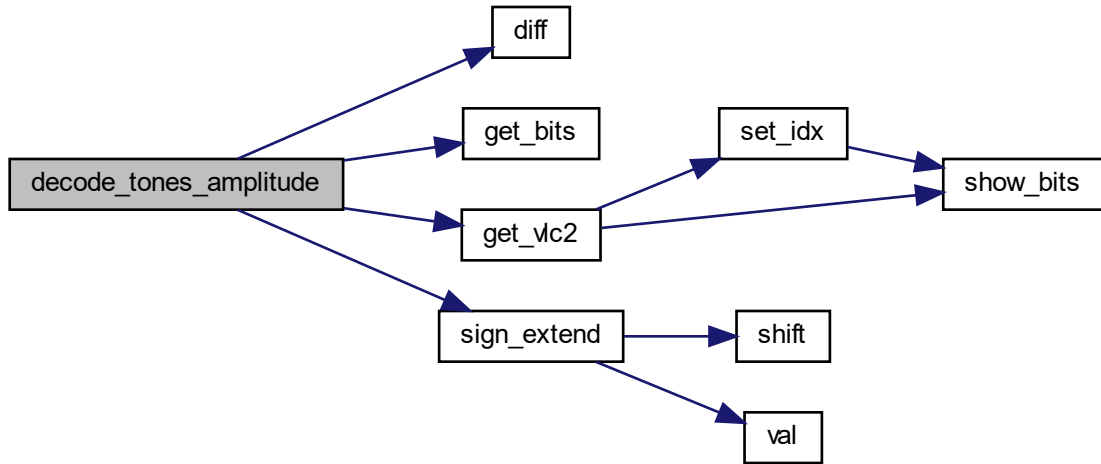 diff
get_bits
set_idx
decode_tones_amplitude
show_bits
get_vlc2
sign_extend
shift
val